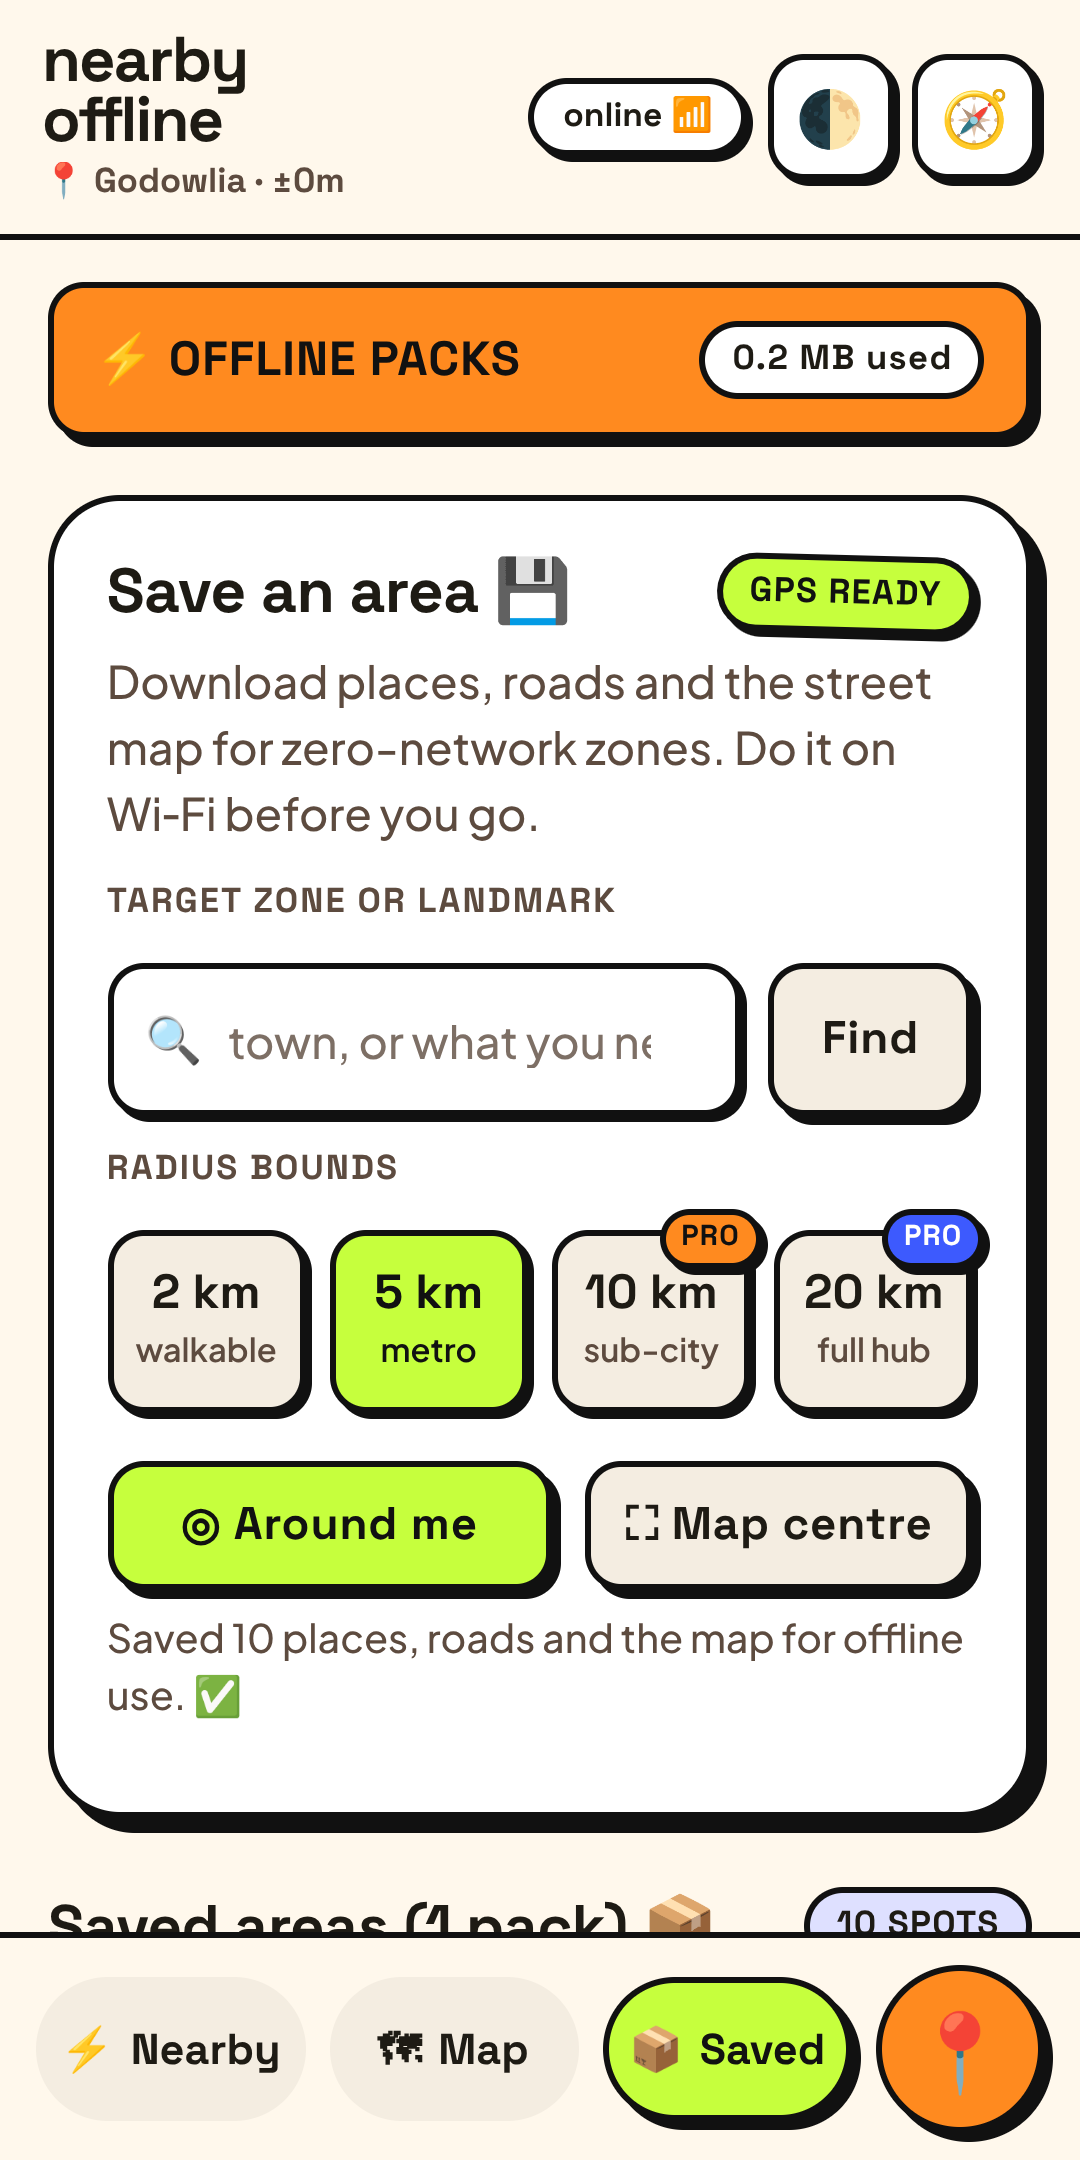 nearby
offline
📍 Godowlia · ±0m
online 📶
⚡ OFFLINE PACKS
0.2 MB used
Save an area 💾
GPS READY
Download places, roads and the street
map for zero-network zones. Do it on
Wi-Fi before you go.
TARGET ZONE OR LANDMARK
🔍 town, or what you ne
Find
RADIUS BOUNDS
2 km
walkable
5 km
metro
PRO
10 km
sub-city
PRO
20 km
full hub
◎ Around me
⛶ Map centre
Saved 10 places, roads and the map for offline
use. ✅
Saved areas (1 pack) 📦
10 SPOTS
⚡ Nearby
🗺 Map
📦 Saved
📍